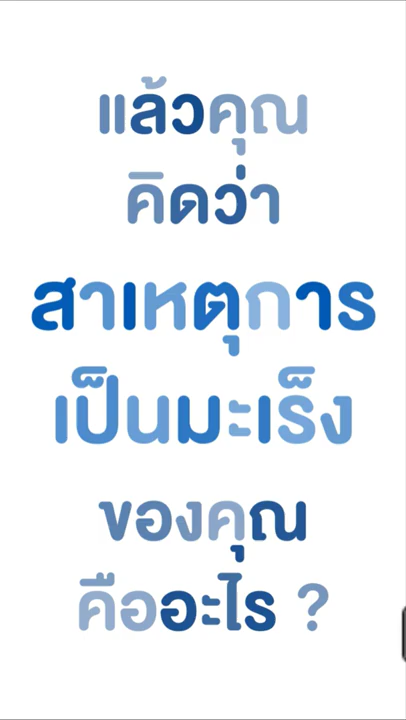 แล้วคุณ
คิดว่า
สาเหตุการ
เป็นมะเร็ง
ของคุณ
คืออะไร ?